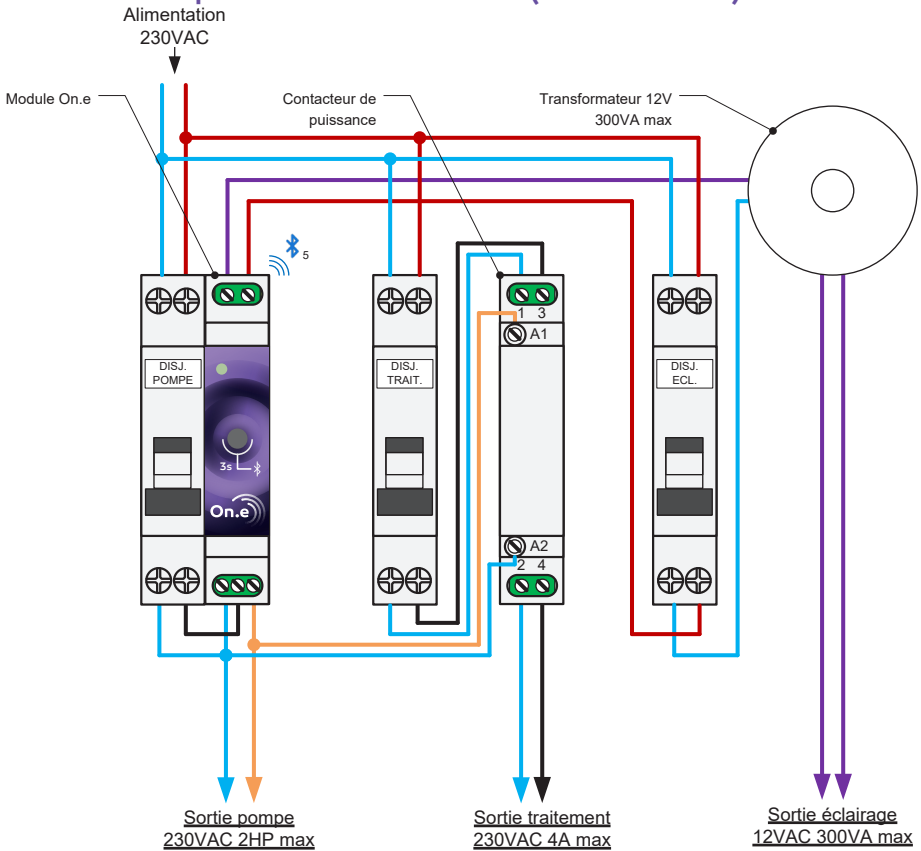 Alimentation
230VAC
Module On.e
Contacteur de
puissance
Transformateur 12V
300VA max
5
1 3
A1
DISJ.
POMPE
DISJ.
TRAIT.
DISJ.
ECL.
3s
On.e
A2
2 4
Sortie pompe
230VAC 2HP max
Sortie traitement
230VAC 4A max
Sortie éclairage
12VAC 300VA max